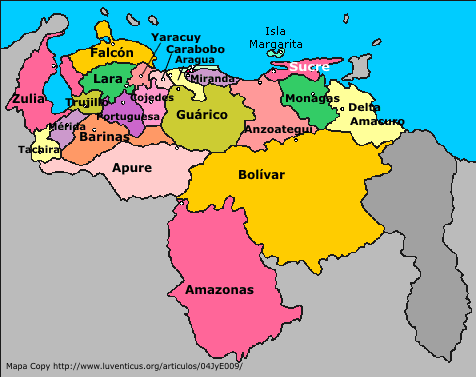 Isla
Margarita
Yaracuy
Carabobo
Aragua
Falcón
Sucre
Lara
Miranda
Zulia
Trujillo
Cojedes
Monagas
Delta
Amacuro
Portuguesa
Guárico
Mérida
Anzoategui
Barinas
Tachira
Apure
Bolívar
Amazonas
Mapa Copy http://www.luventicus.org/articulos/04JyE009/